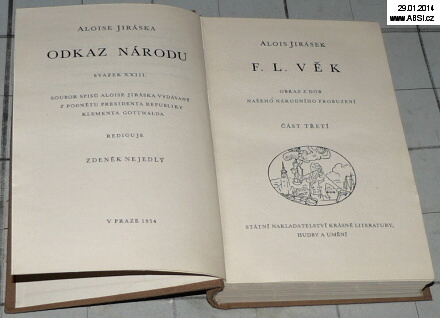 29.01.2014
www.ABSI.cz
ALOISE JIRÁSKA
ODKAZ NÁRODU
SVAZEK XXIII
SOUBOR SPISŮ ALOISE JIRÁSKA VYDÁVANÝ
Z PODNĚTU PRESIDENTA REPUBLIKY
KLEMENTA GOTTWALDA
REDIGUJE
ZDENĚK NEJEDLÝ
V PRAZE 1954
ALOIS JIRÁSEK
F. L. VĚK
OBRAZ Z DOB
NAŠEHO NÁRODNÍHO PROBUZENÍ
ČÁST TŘETÍ
STÁTNÍ NAKLADATELSTVÍ KRÁSNÉ LITERATURY,
HUDBY A UMĚNÍ